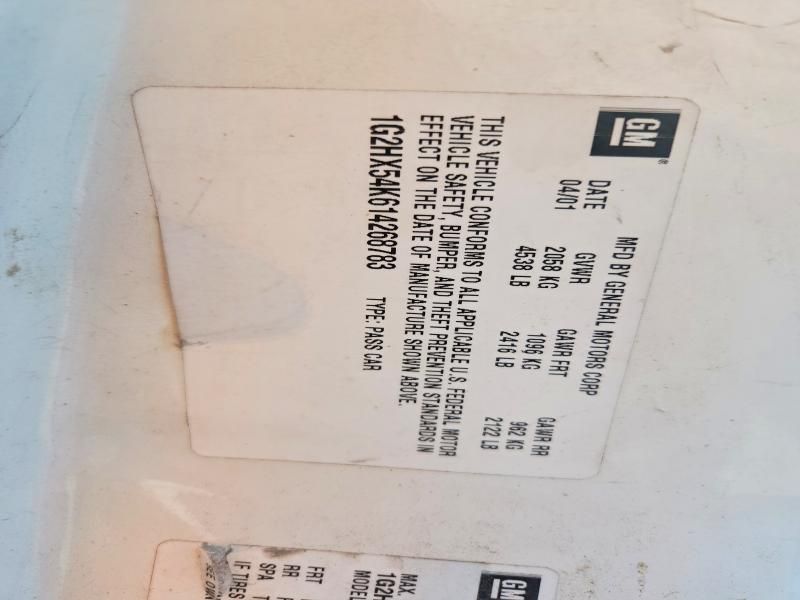 GM®
MFD BY GENERAL MOTORS CORP
DATE GVWR GAWR FRT GAWR RR
04/01 2058 KG 1096 KG 962 KG
4538 LB 2416 LB 2122 LB
THIS VEHICLE CONFORMS TO ALL APPLICABLE U.S. FEDERAL MOTOR
VEHICLE SAFETY, BUMPER, AND THEFT PREVENTION STANDARDS IN
EFFECT ON THE DATE OF MANUFACTURE SHOWN ABOVE.
1G2HX54K614268783 TYPE: PASS CAR
GM
MAX.
1G2H
MODEL
FRT
RR
SPA
IF TIRES
SEE OWN